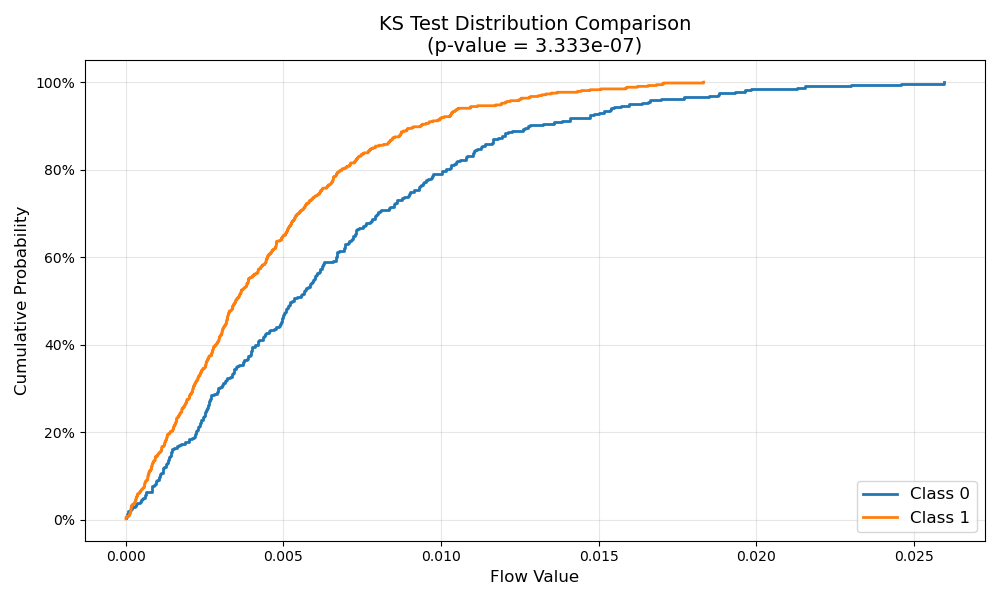 KS Test Distribution Comparison
(p-value = 3.333e-07)
100%
80%
60%
40%
20%
0%
Cumulative Probability
Class 0
Class 1
0.000 0.005 0.010 0.015 0.020 0.025
Flow Value